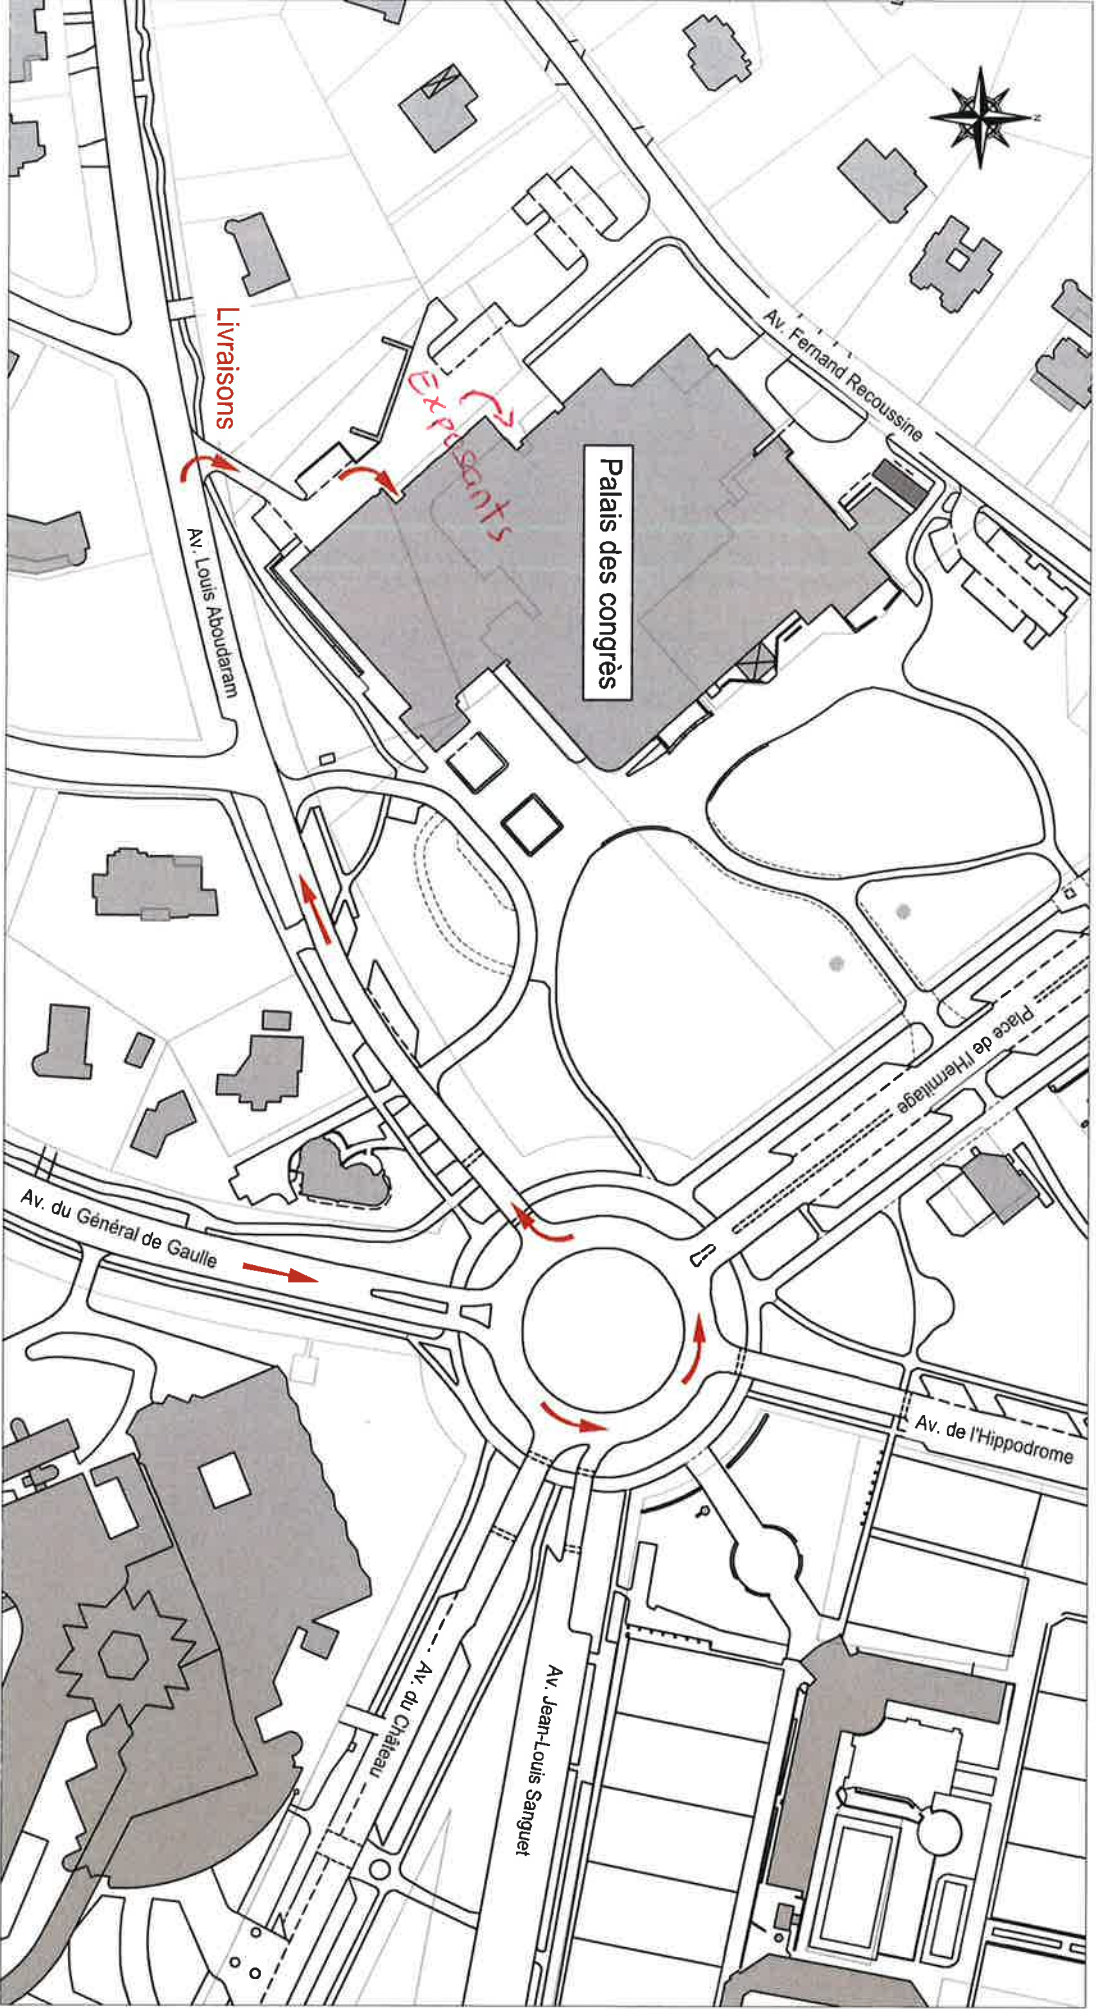 N
Av. Fernand Recoussine
Livraisons
Exposants
Palais des congrès
Av. Louis Aboudaram
Place de l'Hermitage
Av. du Général de Gaulle
Av. de l'Hippodrome
Av. du Château
Av. Jean-Louis Sanguet